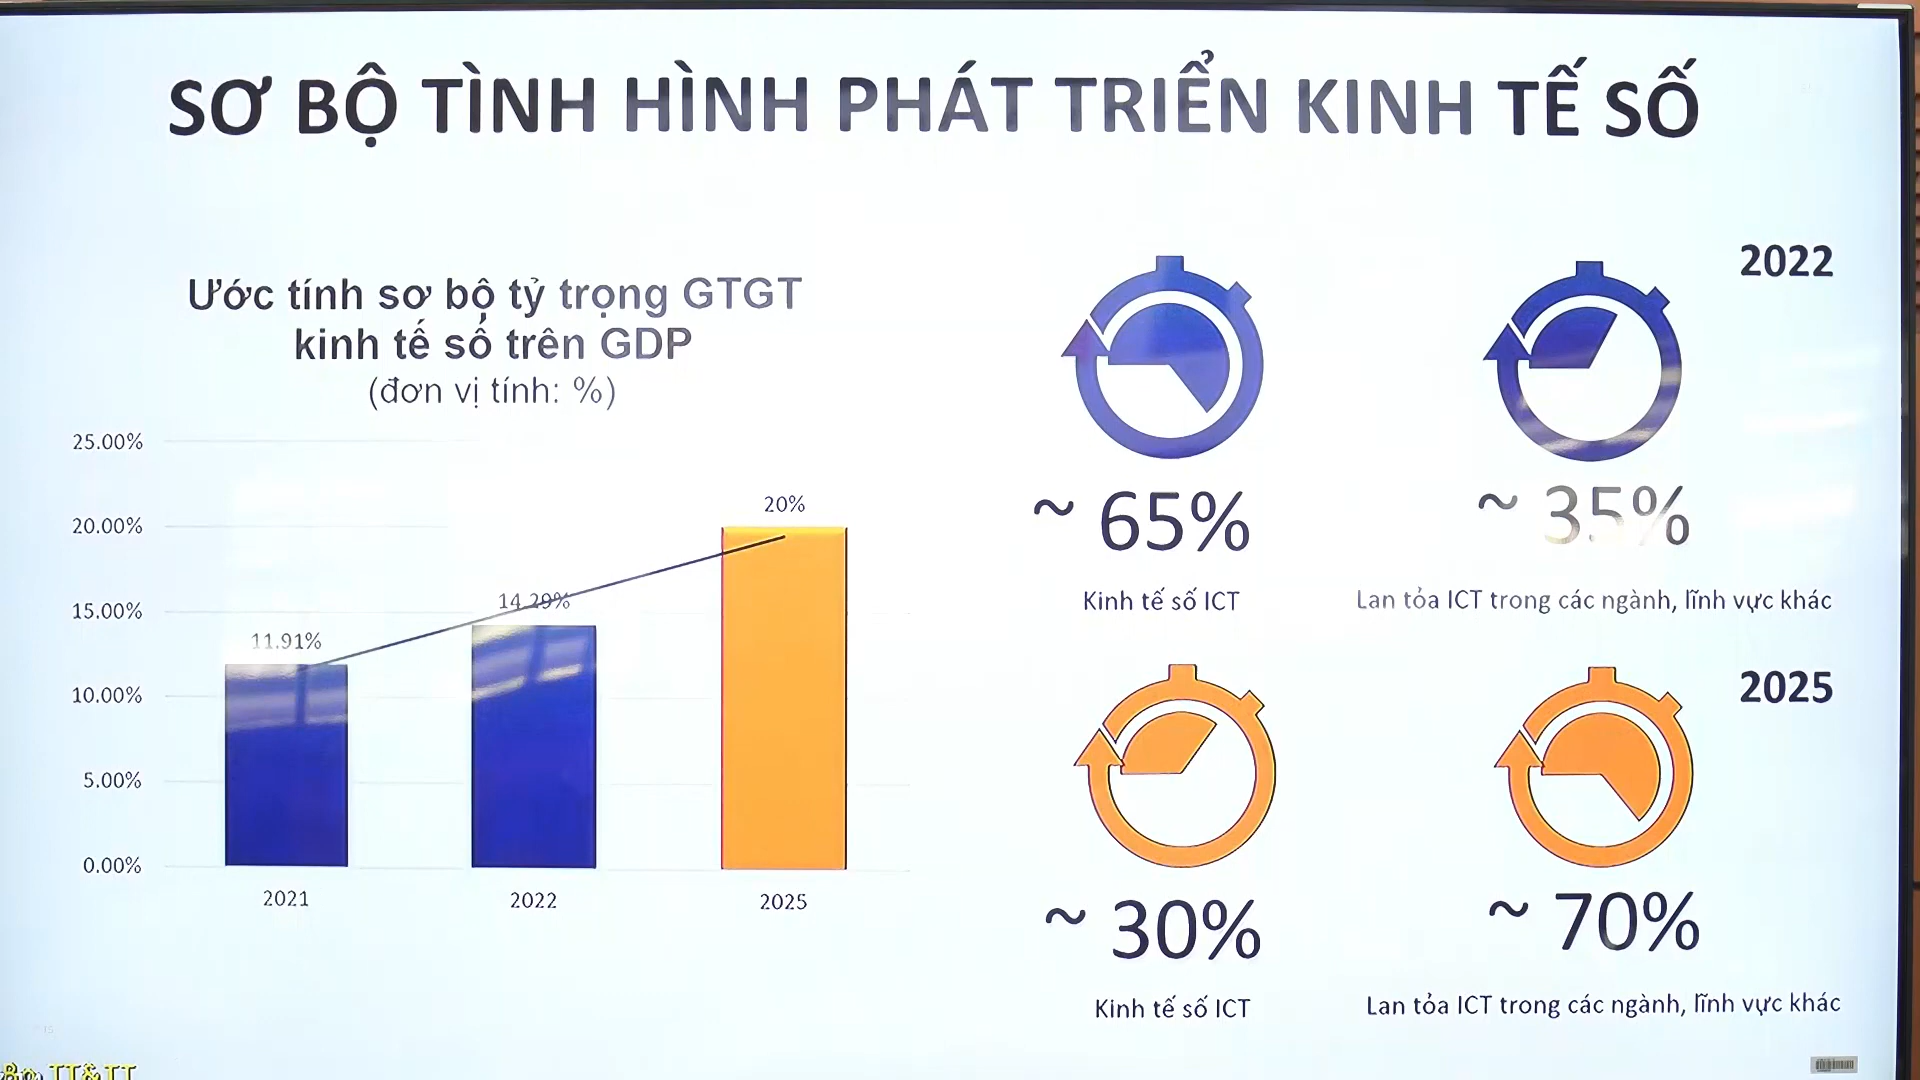 SƠ BỘ TÌNH HÌNH PHÁT TRIỂN KINH TẾ SỐ
Ước tính sơ bộ tỷ trọng GTGT
kinh tế số trên GDP
(đơn vị tính: %)
25.00%
20.00%
15.00%
10.00%
5.00%
0.00%
11.91%
14.29%
20%
2021
2022
2025
2022
~ 65%
~ 35%
Kinh tế số ICT
Lan tỏa ICT trong các ngành, lĩnh vực khác
2025
~ 30%
~ 70%
Kinh tế số ICT
Lan tỏa ICT trong các ngành, lĩnh vực khác